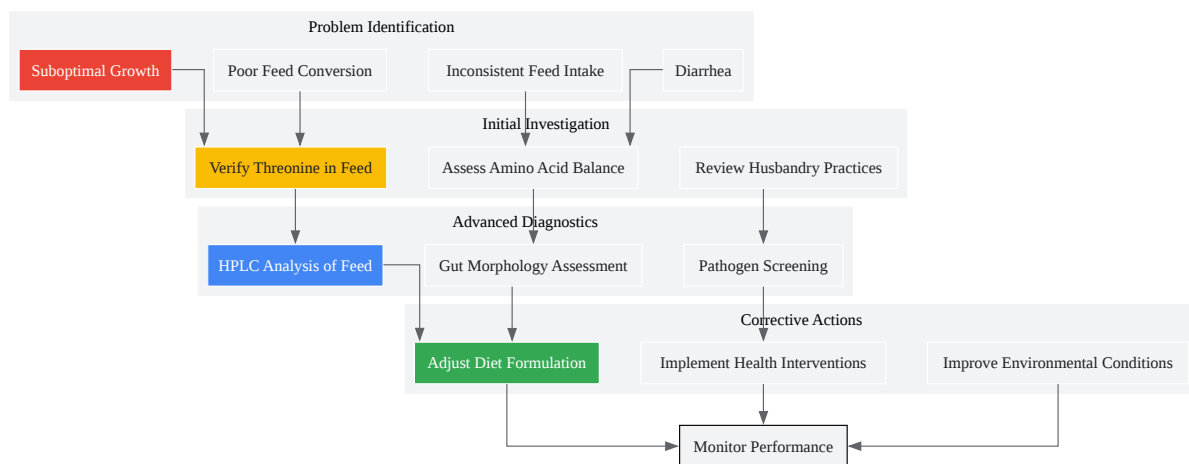 Problem Identification
Suboptimal Growth
Poor Feed Conversion
Inconsistent Feed Intake
Diarrhea
Initial Investigation
Verify Threonine in Feed
Assess Amino Acid Balance
Review Husbandry Practices
Advanced Diagnostics
HPLC Analysis of Feed
Gut Morphology Assessment
Pathogen Screening
Corrective Actions
Adjust Diet Formulation
Implement Health Interventions
Improve Environmental Conditions
Monitor Performance